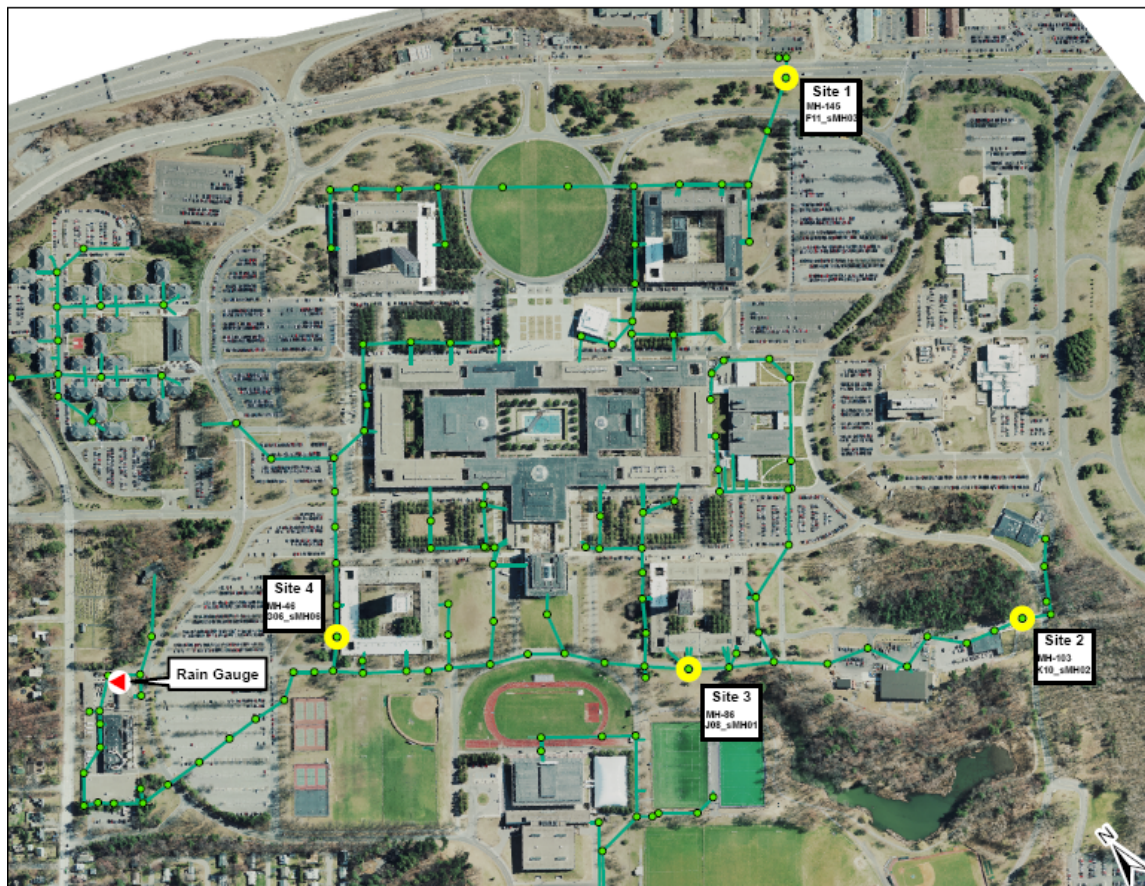 Site 1
MH-145
F11_sMH03
Site 4
MH-46
Rain Gauge
Site 2
MH-103
K10_sMH02
Site 3
MH-86
J08_sMH01
N